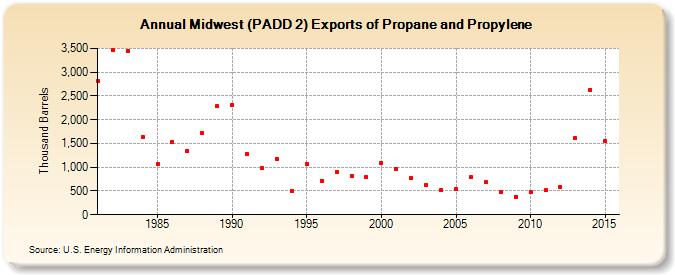 Annual Midwest (PADD 2) Exports of Propane and Propylene
Thousand Barrels
3,500
3,000
2,500
2,000
1,500
1,000
500
0
1985 1990 1995 2000 2005 2010 2015
Source: U.S. Energy Information Administration